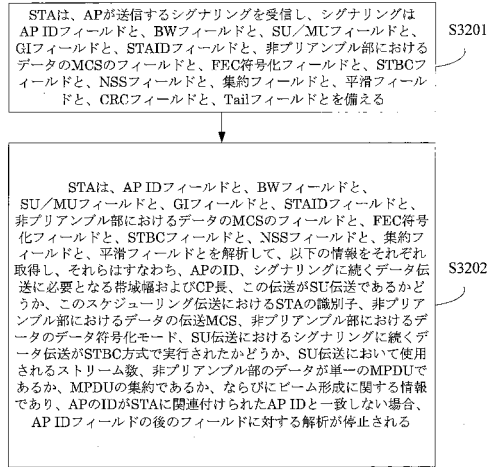 STAは、APが送信するシグナリングを受信し、シグナリングは
AP IDフィールドと、BWフィールドと、SU/MUフィールドと、
GIフィールドと、STAIDフィールドと、非プリアンブル部における
データのMCSのフィールドと、FEC符号化フィールドと、STBCフ
ィールドと、NSSフィールドと、集約フィールドと、平滑フィール
ドと、CRCフィールドと、Tailフィールドとを備える
S3201
STAは、AP IDフィールドと、BWフィールドと、
SU/MUフィールドと、GIフィールドと、STAIDフィールドと、
非プリアンブル部におけるデータのMCSのフィールドと、FEC符号
化フィールドと、STBCフィールドと、NSSフィールドと、集約フィ
ールドと、平滑フィールドとを解析して、以下の情報をそれぞれ
取得し、それらはすなわち、APのID、シグナリングに続くデータ伝
送に必要となる帯域幅およびCP長、この伝送がSU伝送であるかど
うか、このスケジューリング伝送におけるSTAの識別子、非プリア
ンブル部におけるデータの伝送MCS、非プリアンブル部におけるデー
タのデータ符号化モード、SU伝送におけるシグナリングに続くデ
ータ伝送がSTBC方式で実行されたかどうか、SU伝送において使用
されるストリーム数、非プリアンブル部のデータが単一のMPDUで
あるか、MPDUの集約であるか、ならびにビーム形成に関する情報
であり、APのIDがSTAに関連付けられたAP IDと一致しない場合、
AP IDフィールドの後のフィールドに対する解析が停止される
S3202